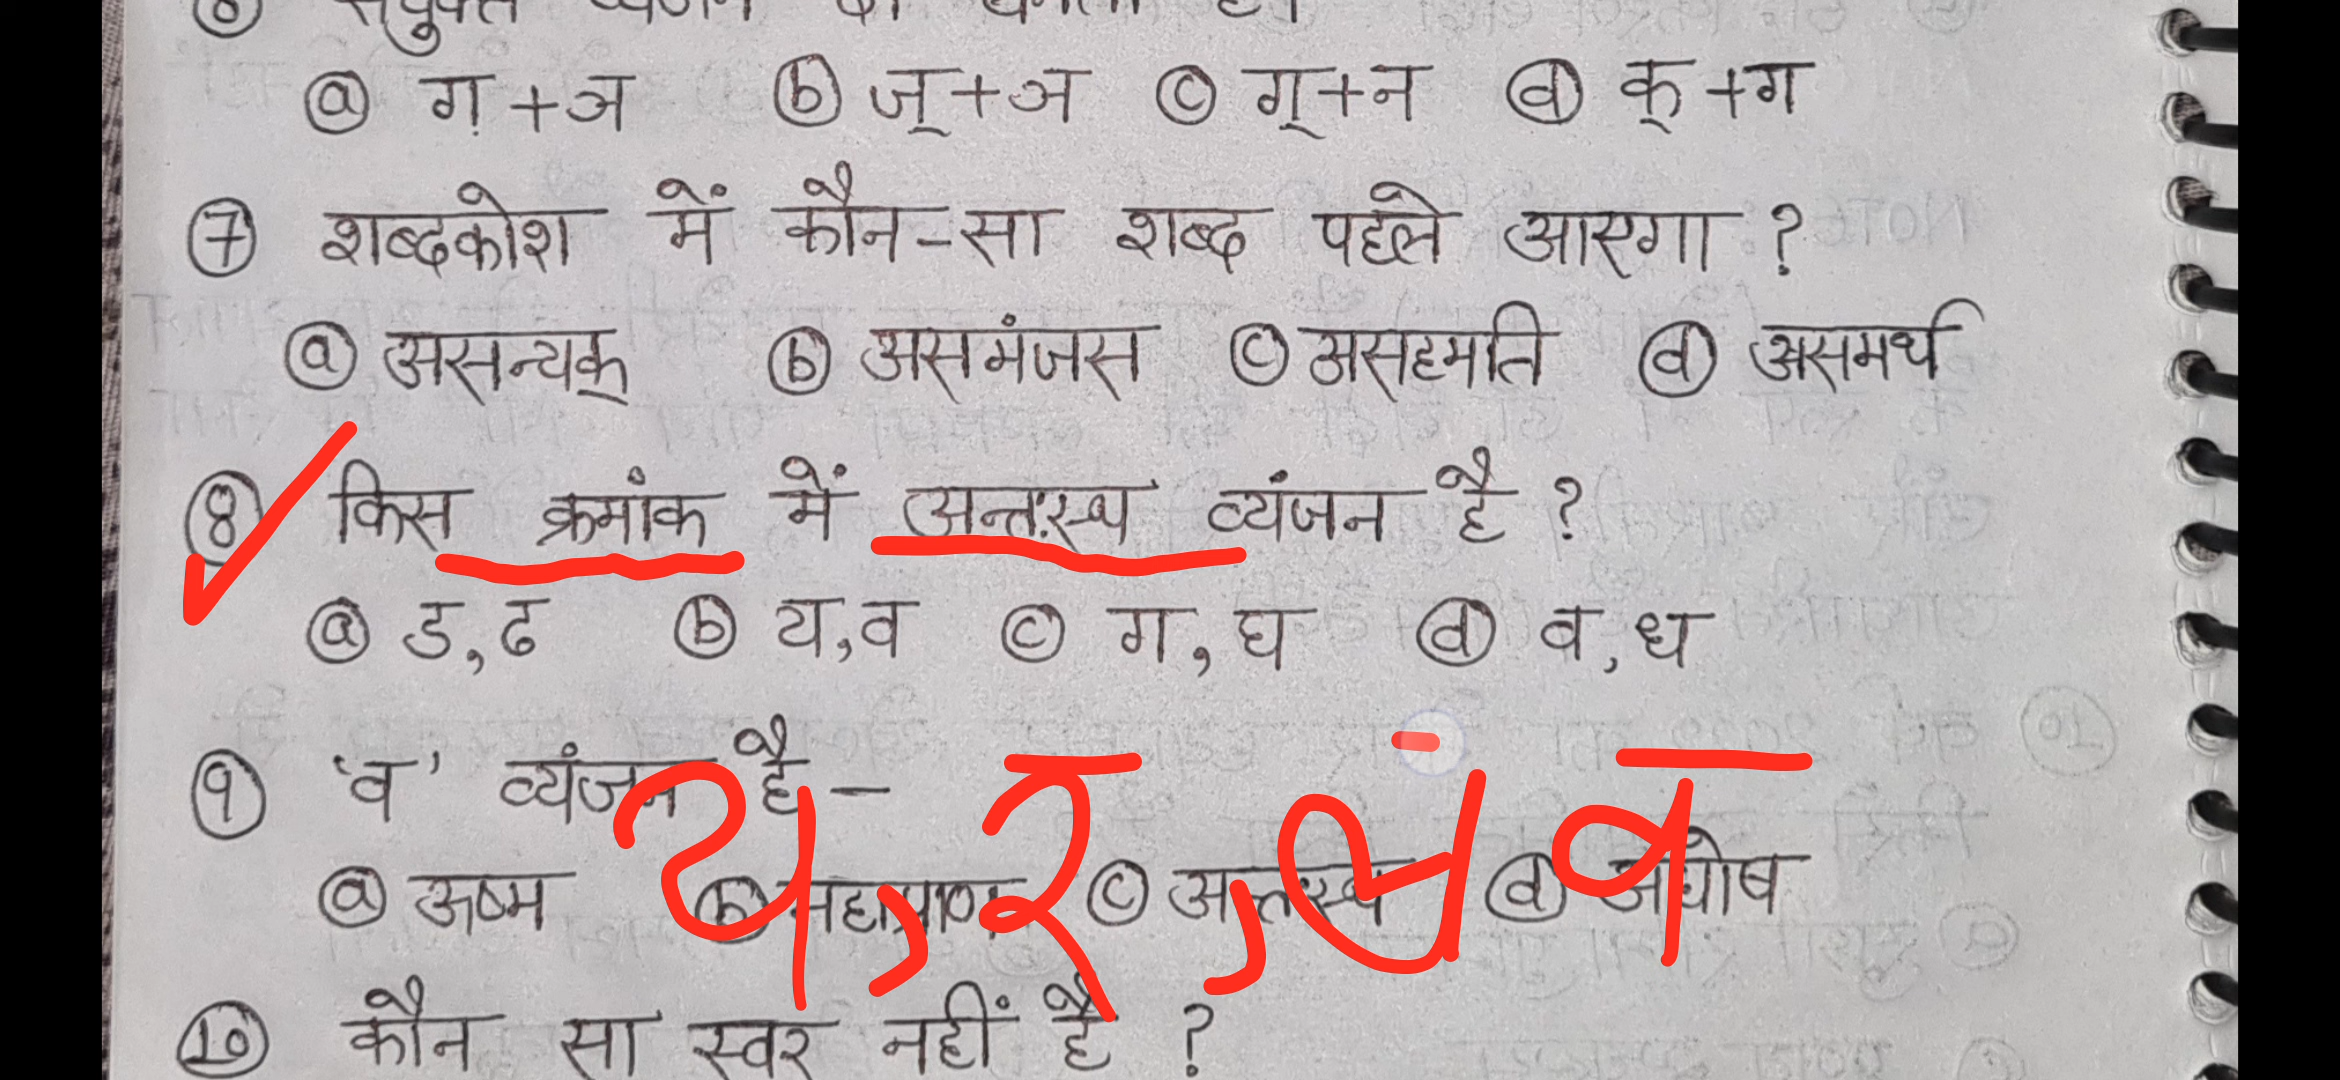 ⓐ ग़ + ञ ⓑ ज् + ञ ⓒ ग् + न ⓓ क् + ग
⑦ शब्दकोश में कौन-सा शब्द पहले आएगा ?
ⓐ असन्यक् ⓑ असमंजस ⓒ असहमति ⓓ असमर्थ
⑧ किस क्रमांक में अन्तःस्थ व्यंजन है ?
ⓐ ड, ढ ⓑ य, व ⓒ ग, घ ⓓ व, ध
⑨ 'व' व्यंजन है –
य, र, ल व
ⓐ ऊष्म ⓑ महाप्राण ⓒ अन्तःस्थ ⓓ अघोष
⑩ कौन सा स्वर नहीं है ?